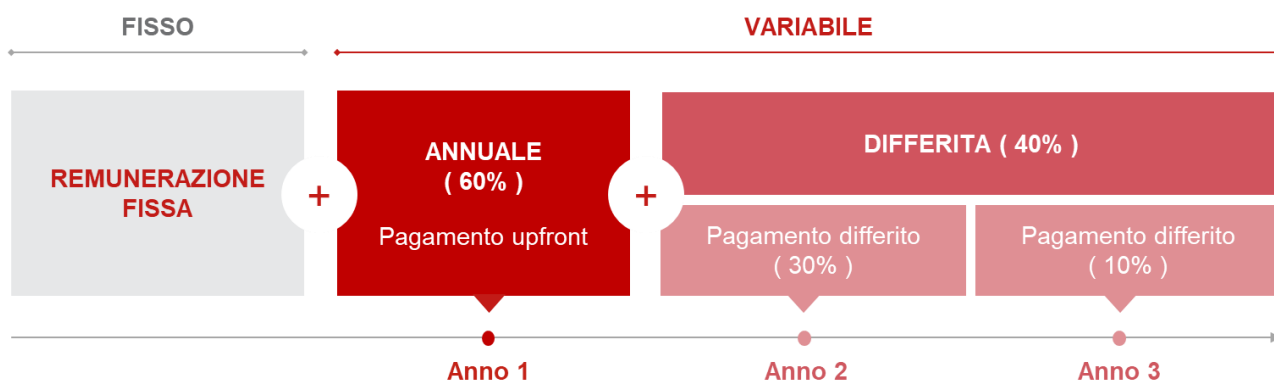 FISSO
VARIABILE
REMUNERAZIONE
FISSA
+
ANNUALE
( 60% )
Pagamento upfront
+
DIFFERITA ( 40% )
Pagamento differito
( 30% )
Pagamento differito
( 10% )
Anno 1
Anno 2
Anno 3